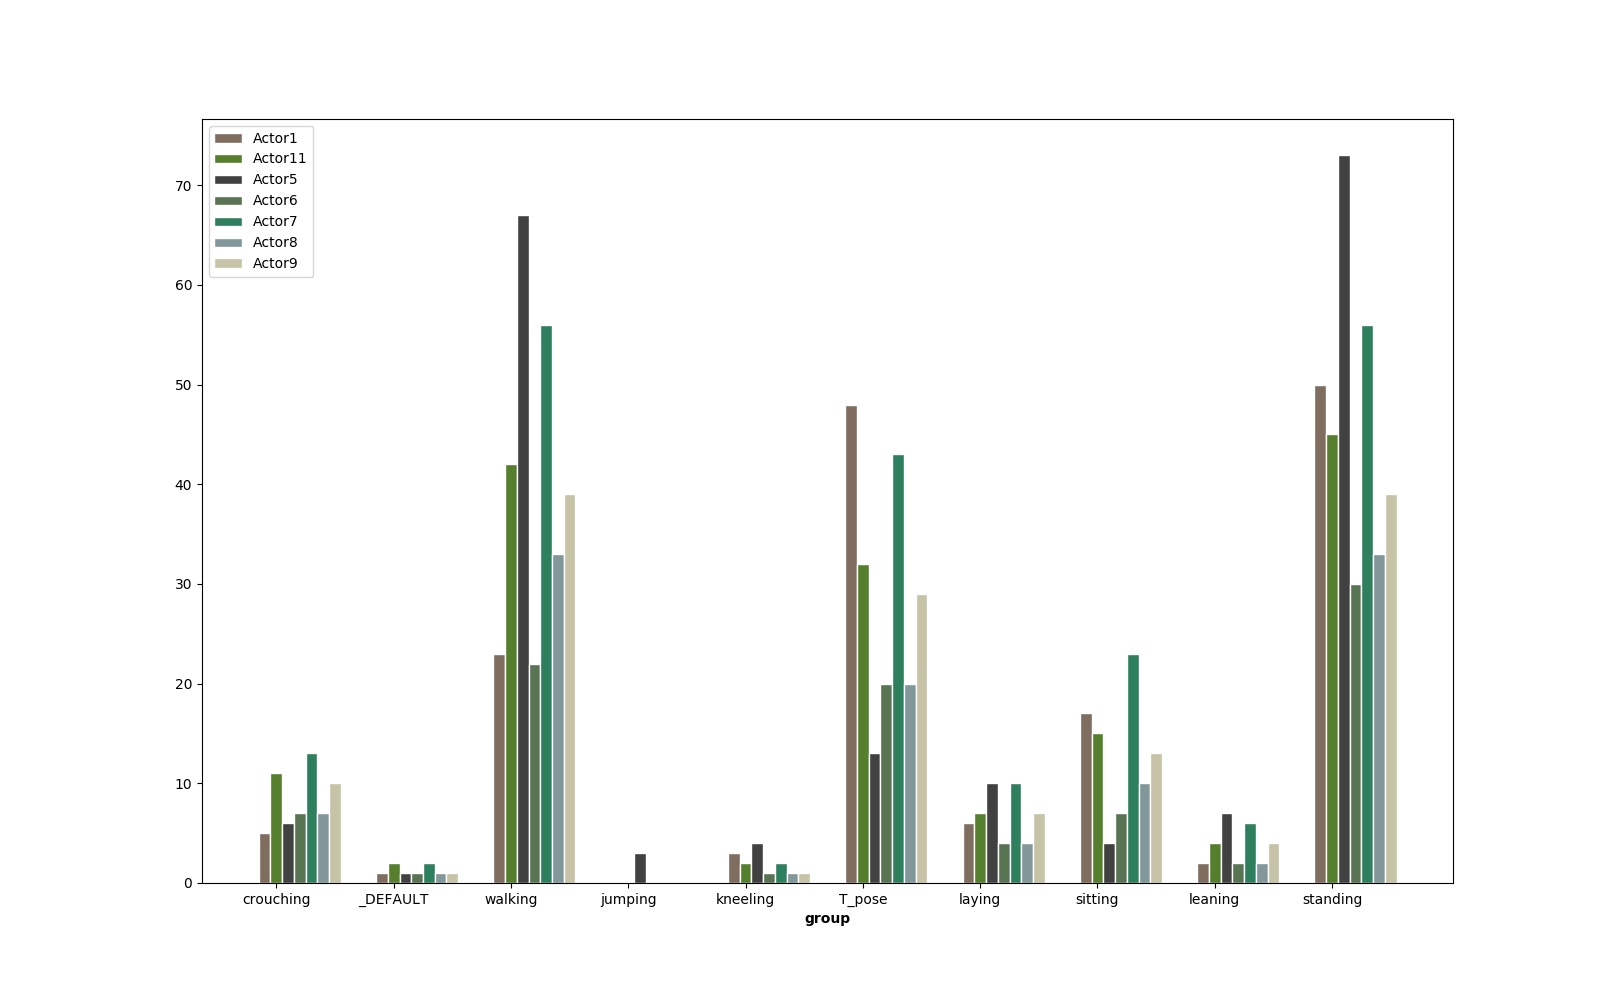 Actor1
Actor11
Actor5
Actor6
Actor7
Actor8
Actor9
70
60
50
40
30
20
10
0
crouching _DEFAULT walking jumping kneeling T_pose laying sitting leaning standing
group